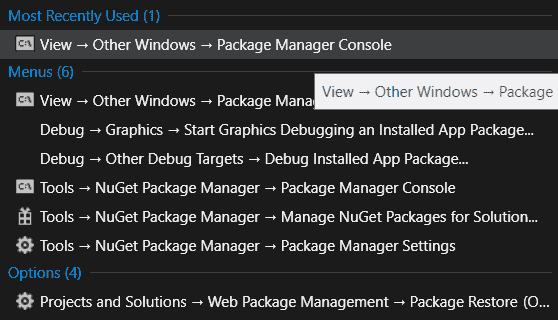 Most Recently Used (1)
C:\ View → Other Windows → Package Manager Console
Menus (6)
View → Other Windows → Package
C:\ View → Other Windows → Package Mana
Debug → Graphics → Start Graphics Debugging an Installed App Package...
Debug → Other Debug Targets → Debug Installed App Package...
C:\ Tools → NuGet Package Manager → Package Manager Console
Tools → NuGet Package Manager → Manage NuGet Packages for Solution...
Tools → NuGet Package Manager → Package Manager Settings
Options (4)
Projects and Solutions → Web Package Management → Package Restore (O...